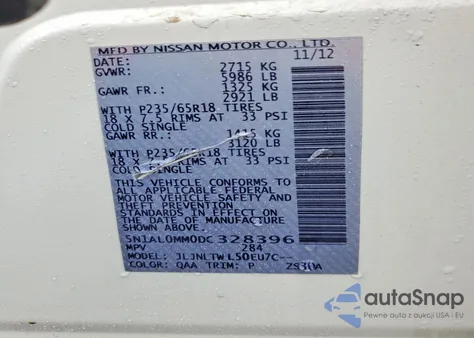 MFD BY NISSAN MOTOR CO., LTD.
DATE: 11/12
GVWR: 2715 KG
5986 LB
GAWR FR.: 1325 KG
2921 LB
WITH P235/65R18 TIRES
18 X 7.5 RIMS AT 33 PSI
COLD SINGLE
GAWR RR.: KG
3120 LB
WITH P235/65R18 TIRES
18 X RIMS AT 33 PSI
COLD SINGLE
THIS VEHICLE CONFORMS TO
ALL APPLICABLE FEDERAL
MOTOR VEHICLE SAFETY AND
THEFT PREVENTION
STANDARDS IN EFFECT ON
THE DATE OF MANUFACTURE
SHOWN ABOVE.
5N1AL0MM0DC328396
MPV 284
MODEL: JLJNLTWL50EU7C--
COLOR: QAA TRIM: P
autoSnap
Pewne auta z aukcji USA i EU